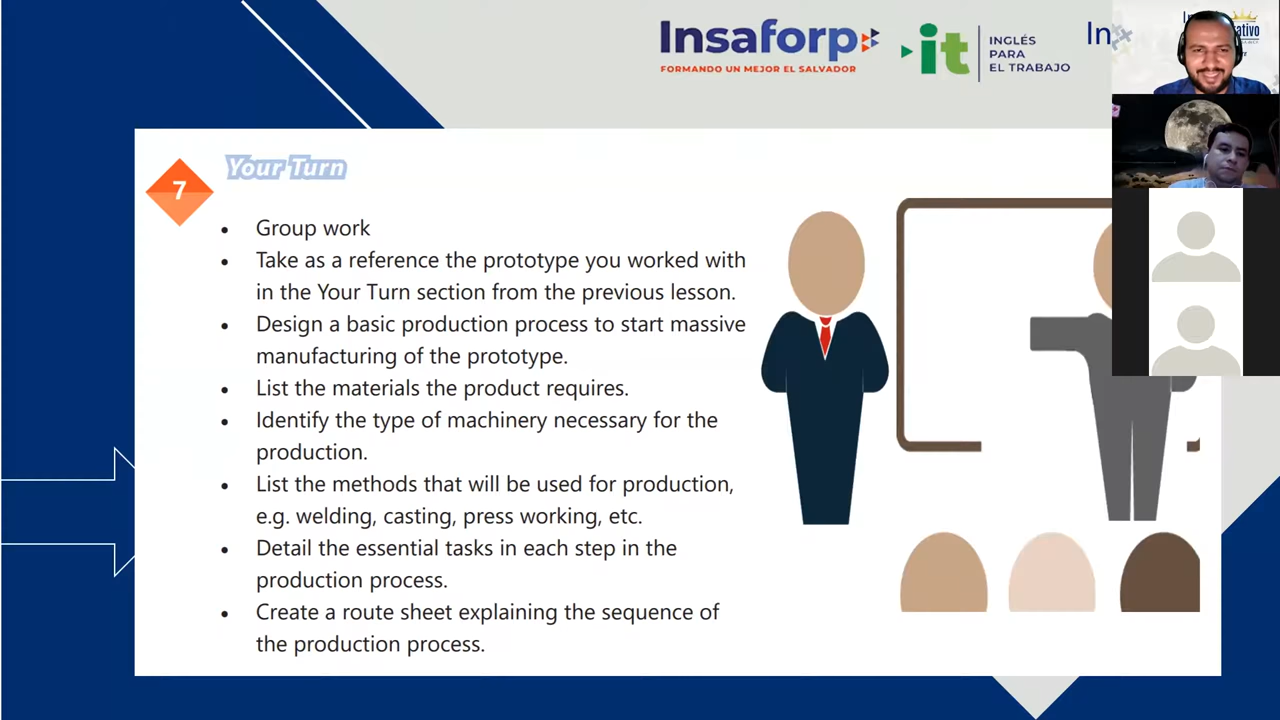 Insaforp
FORMANDO UN MEJOR EL SALVADOR
it
INGLÉS
PARA
EL TRABAJO
In
7
Your Turn
• Group work
• Take as a reference the prototype you worked with
in the Your Turn section from the previous lesson.
• Design a basic production process to start massive
manufacturing of the prototype.
• List the materials the product requires.
• Identify the type of machinery necessary for the
production.
• List the methods that will be used for production,
e.g. welding, casting, press working, etc.
• Detail the essential tasks in each step in the
production process.
• Create a route sheet explaining the sequence of
the production process.